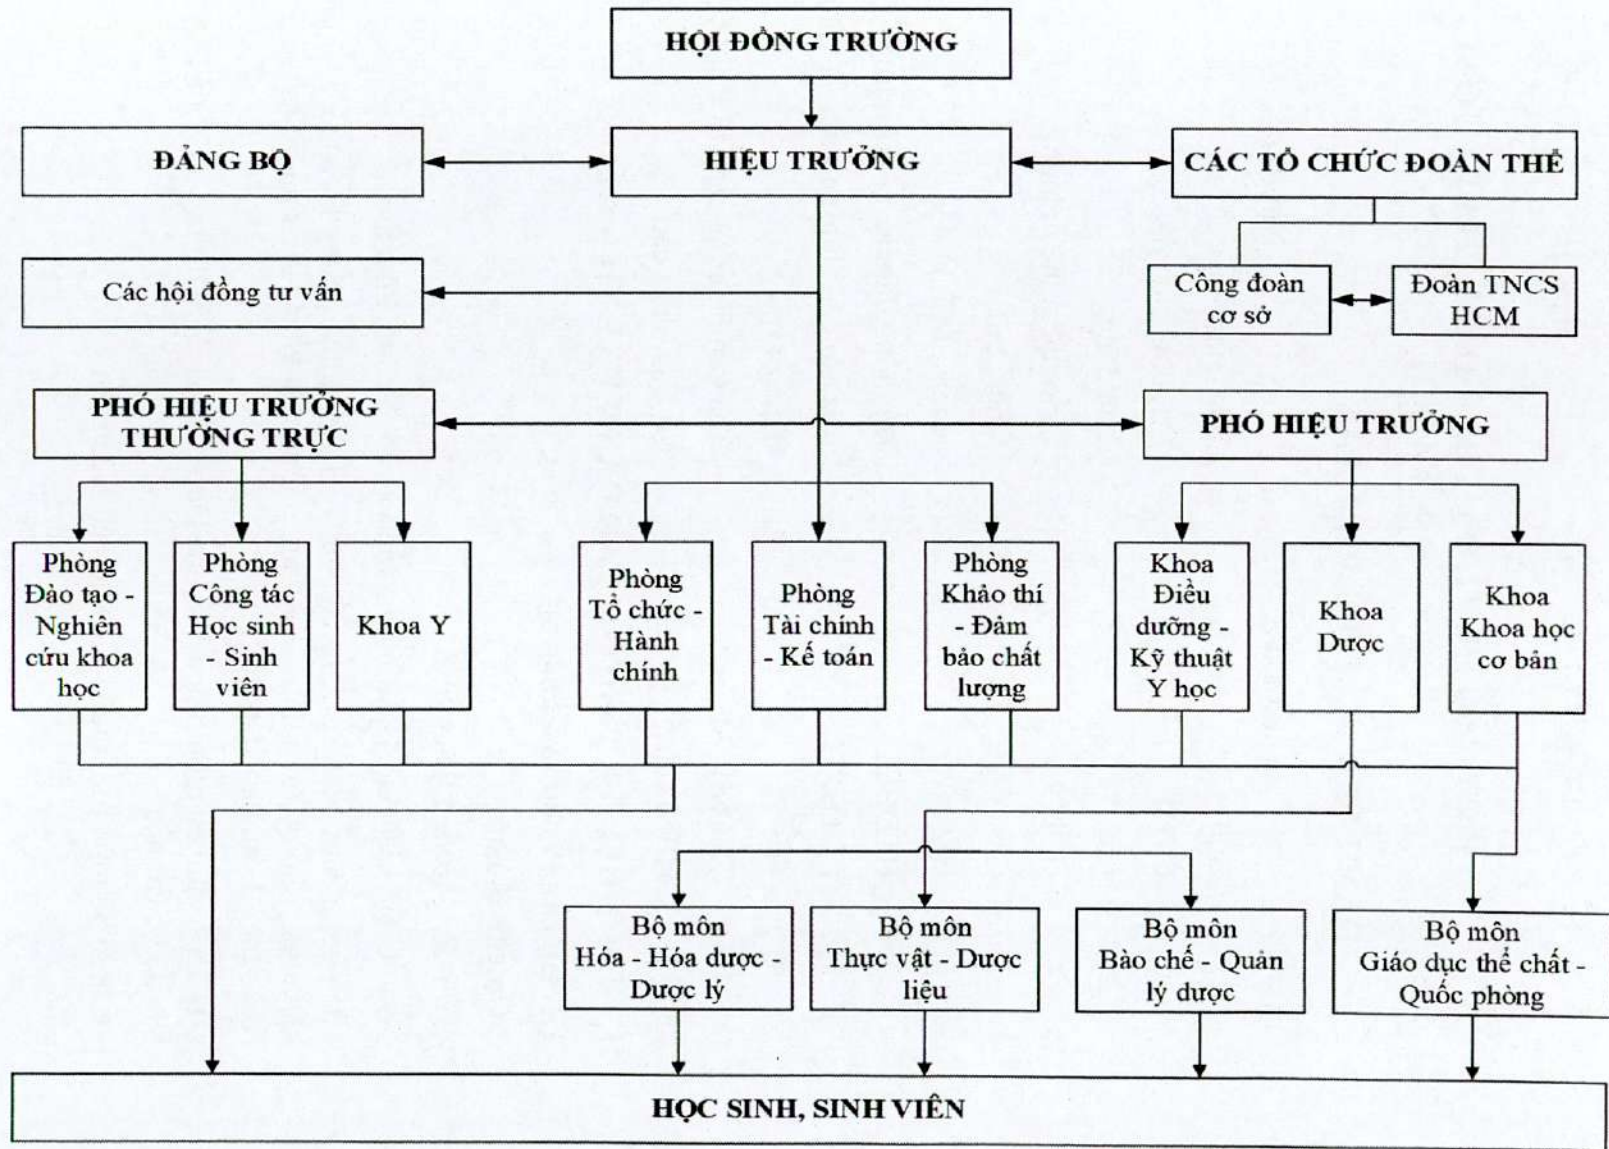 HỘI ĐỒNG TRƯỜNG
ĐẢNG BỘ
HIỆU TRƯỞNG
CÁC TỔ CHỨC ĐOÀN THỂ
Các hội đồng tư vấn
Công đoàn
cơ sở
Đoàn TNCS
HCM
PHÓ HIỆU TRƯỞNG
THƯỜNG TRỰC
PHÓ HIỆU TRƯỞNG
Phòng
Đào tạo -
Nghiên
cứu khoa
học
Phòng
Công tác
Học sinh
- Sinh
viên
Khoa Y
Phòng
Tổ chức -
Hành
chính
Phòng
Tài chính
- Kế toán
Phòng
Khảo thí
- Đảm
bảo chất
lượng
Khoa
Điều
dưỡng -
Kỹ thuật
Y học
Khoa
Dược
Khoa
Khoa học
cơ bản
Bộ môn
Hóa - Hóa dược -
Dược lý
Bộ môn
Thực vật - Dược
liệu
Bộ môn
Bào chế - Quản
lý dược
Bộ môn
Giáo dục thể chất -
Quốc phòng
HỌC SINH, SINH VIÊN